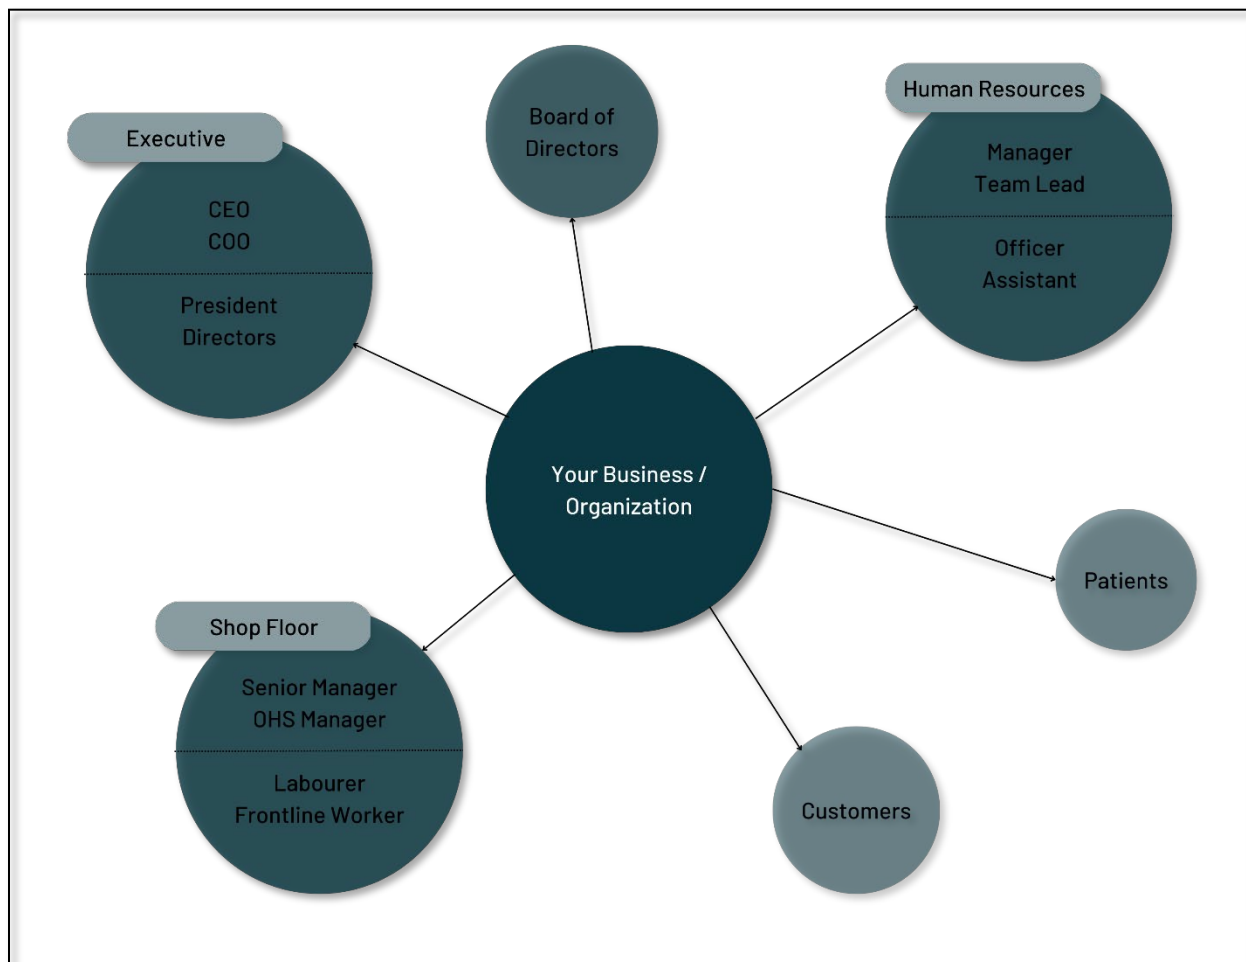 Executive
CEO
COO
President
Directors
Board of
Directors
Human Resources
Manager
Team Lead
Officer
Assistant
Your Business /
Organization
Patients
Shop Floor
Senior Manager
OHS Manager
Labourer
Frontline Worker
Customers